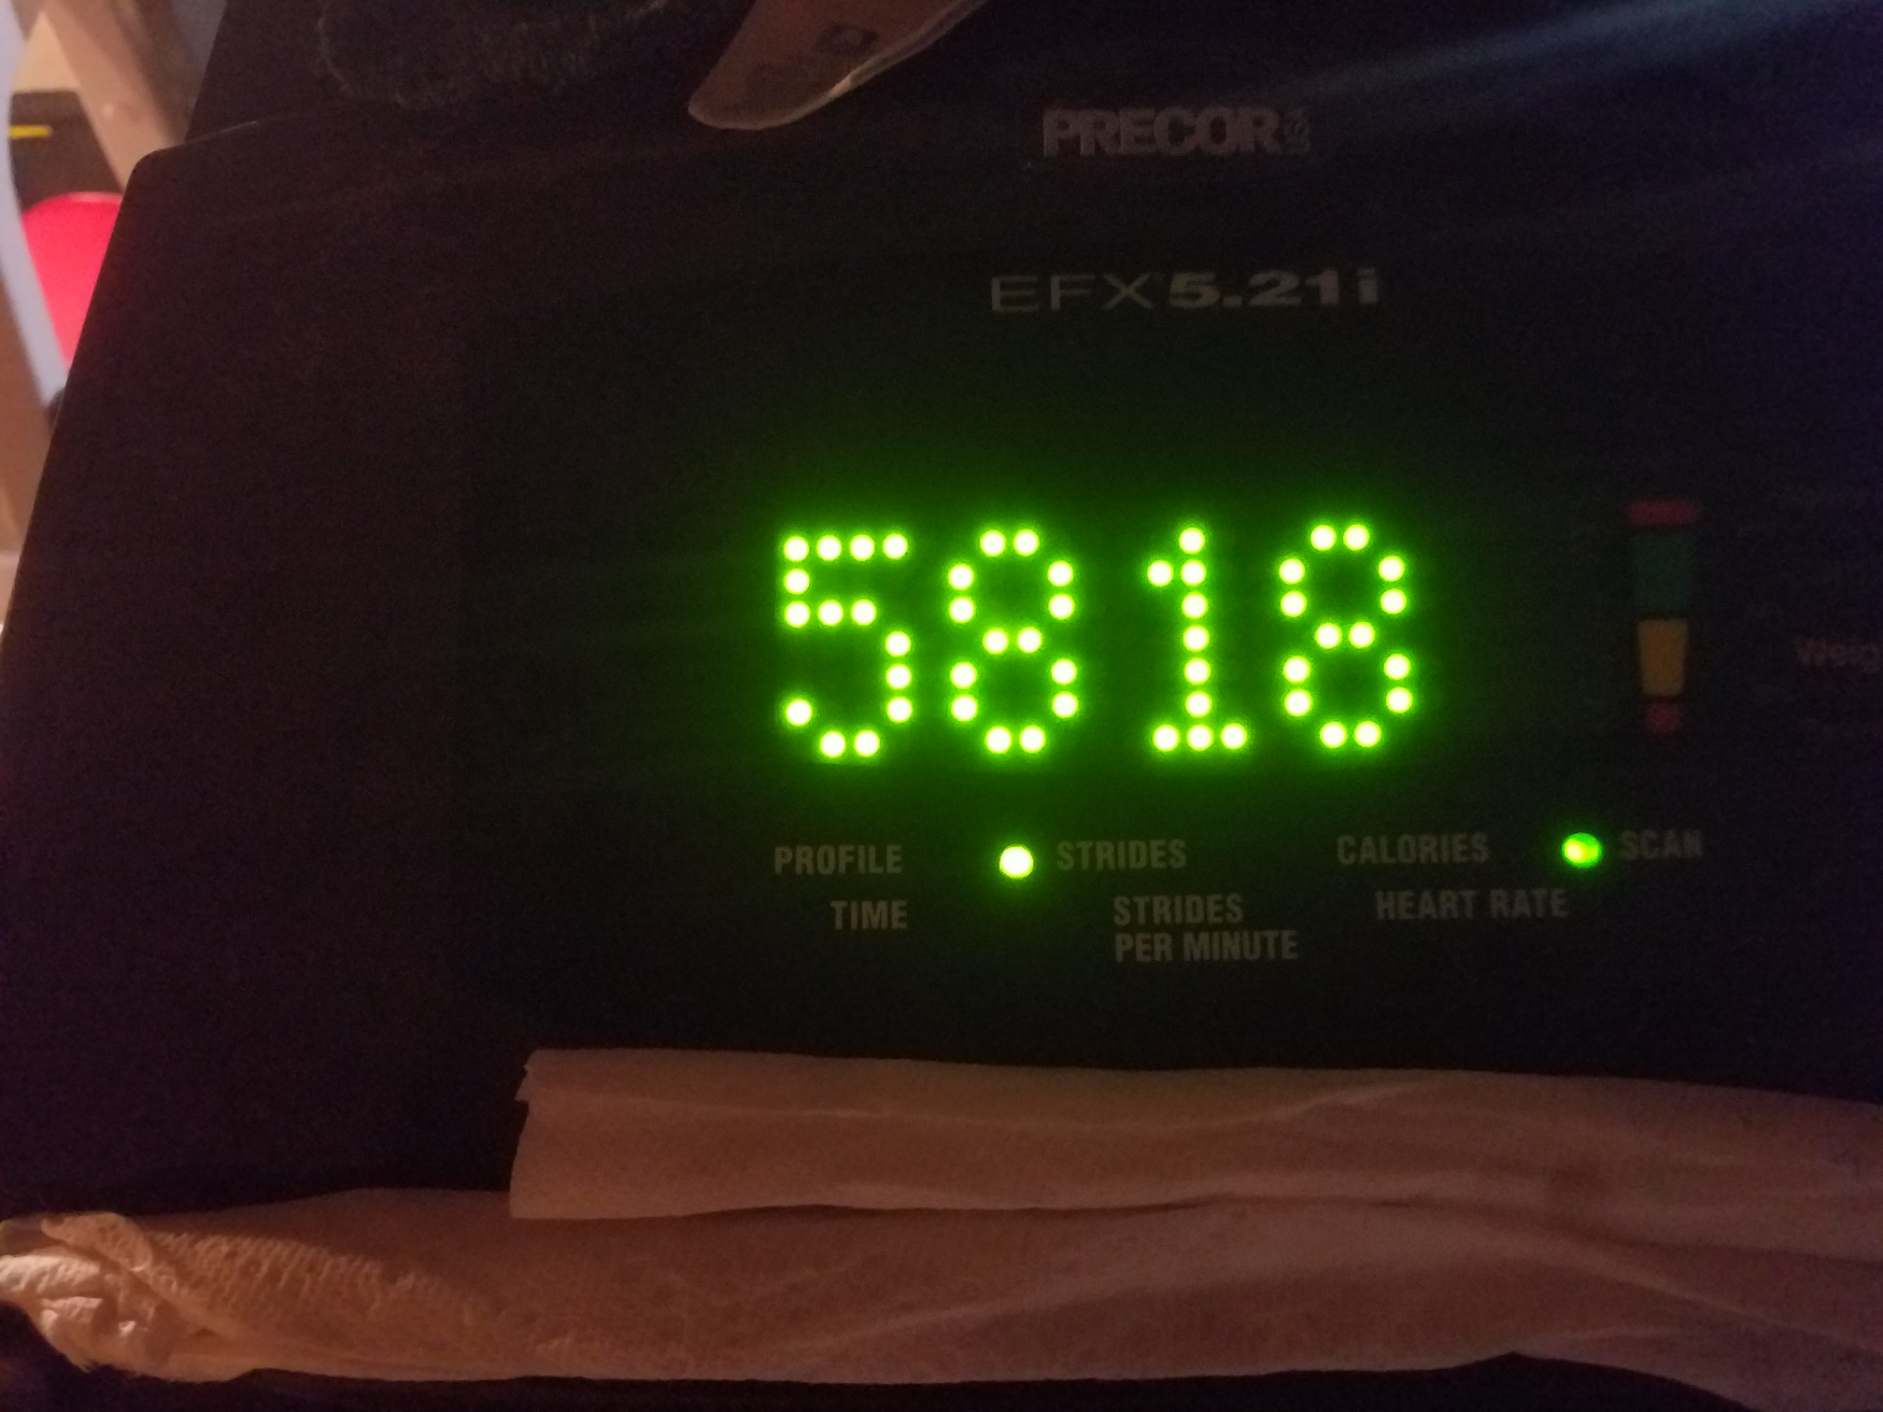 PRECOR
EFX 5.21i
5818
PROFILE STRIDES CALORIES SCAN
TIME STRIDES PER MINUTE HEART RATE